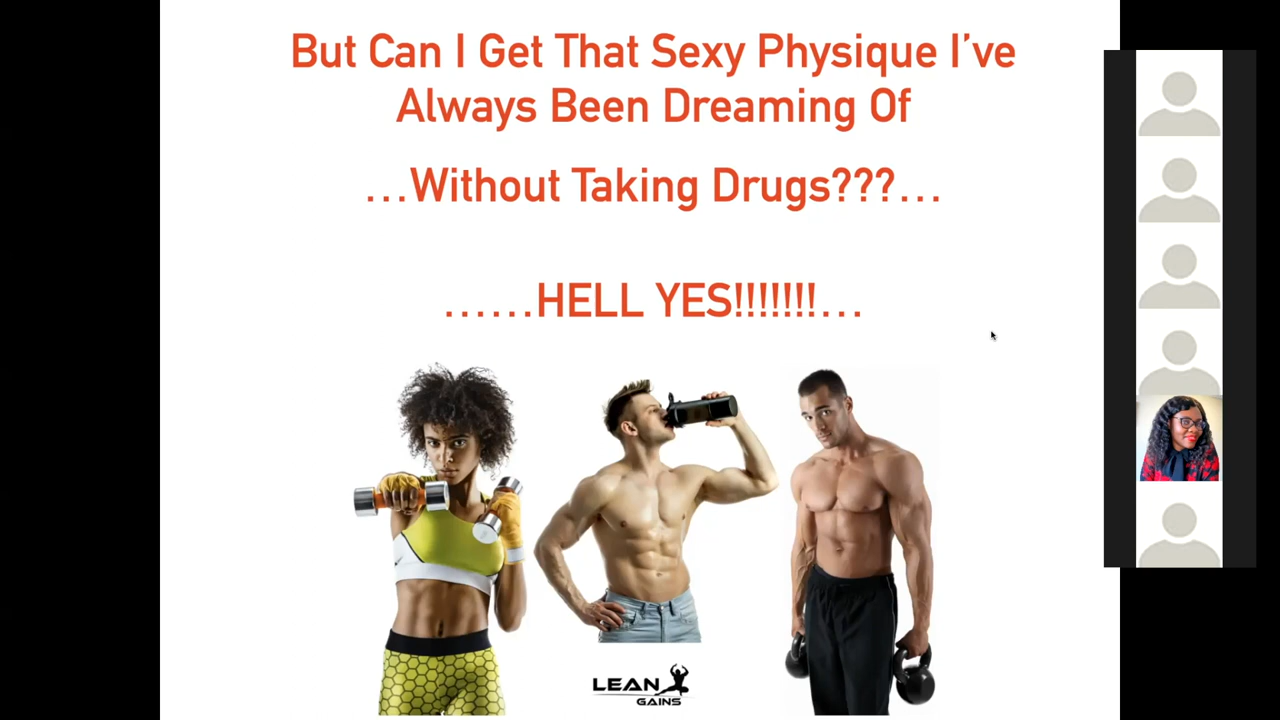 But Can I Get That Sexy Physique I’ve
Always Been Dreaming Of
…Without Taking Drugs???…
……HELL YES!!!!!!!…
LEAN
GAINS